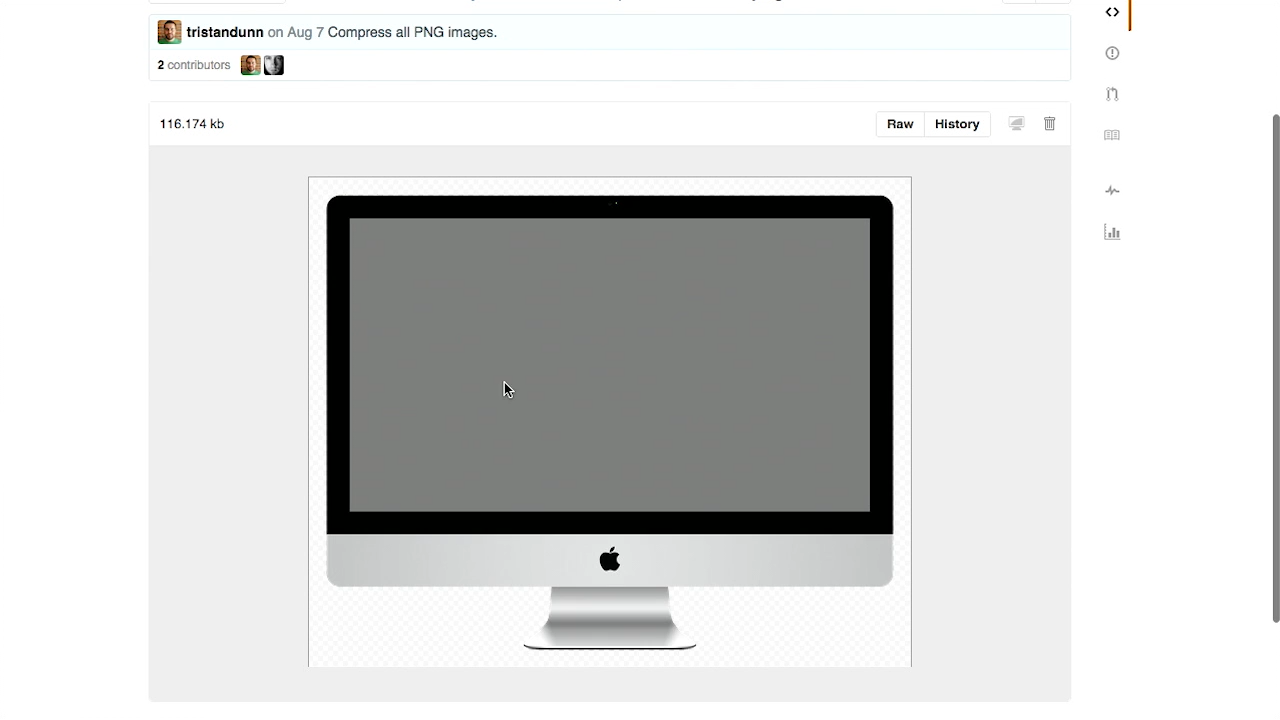 tristandunn on Aug 7 Compress all PNG images.
2 contributors
116.174 kb
Raw History